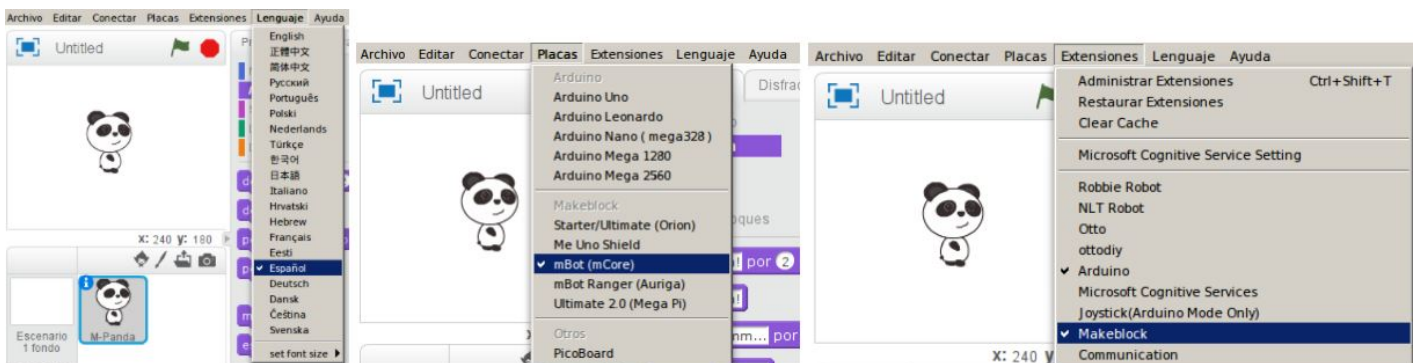 Archivo Editar Conectar Placas Extensiones Lenguaje Ayuda
Untitled
English
正體中文
简体中文
Русский
Português
Polski
Nederlands
Türkçe
한국어
日本語
Italiano
Hrvatski
Hebrew
Français
Eesti
Español
Deutsch
Dansk
Čeština
Svenska
set font size
x: 240 y: 180
Escenario
1 fondo
M-Panda
Archivo Editar Conectar Placas Extensiones Lenguaje Ayuda
Untitled
Arduino
Arduino Uno
Arduino Leonardo
Arduino Nano ( mega328 )
Arduino Mega 1280
Arduino Mega 2560
Makeblock
Starter/Ultimate (Orion)
Me Uno Shield
mBot (mCore)
mBot Ranger (Auriga)
Ultimate 2.0 (Mega Pi)
Otros
PicoBoard
por 2
por
Archivo Editar Conectar Placas Extensiones Lenguaje Ayuda
Untitled
Administrar Extensiones Ctrl+Shift+T
Restaurar Extensiones
Clear Cache
Microsoft Cognitive Service Setting
Robbie Robot
NLT Robot
Otto
ottodiy
Arduino
Microsoft Cognitive Services
Joystick(Arduino Mode Only)
Makeblock
Communication
x: 240 y